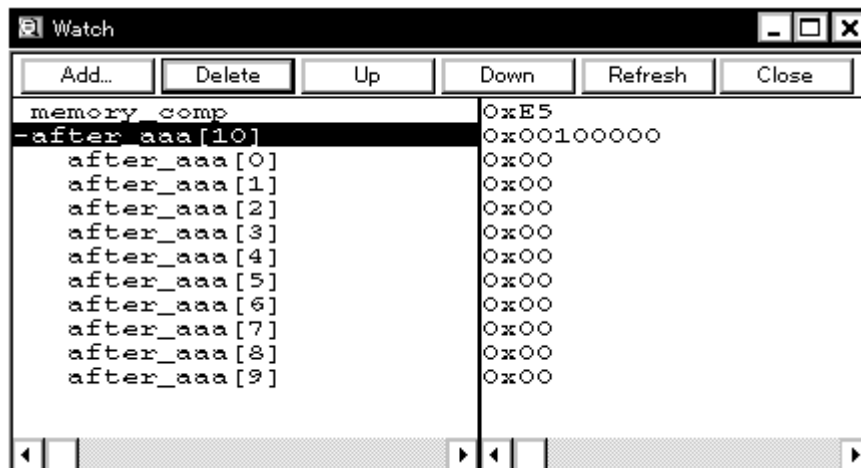 Watch
Add... Delete Up Down Refresh Close
memory_comp 0xE5
-after_aaa[10] 0x00100000
after_aaa[0] 0x00
after_aaa[1] 0x00
after_aaa[2] 0x00
after_aaa[3] 0x00
after_aaa[4] 0x00
after_aaa[5] 0x00
after_aaa[6] 0x00
after_aaa[7] 0x00
after_aaa[8] 0x00
after_aaa[9] 0x00